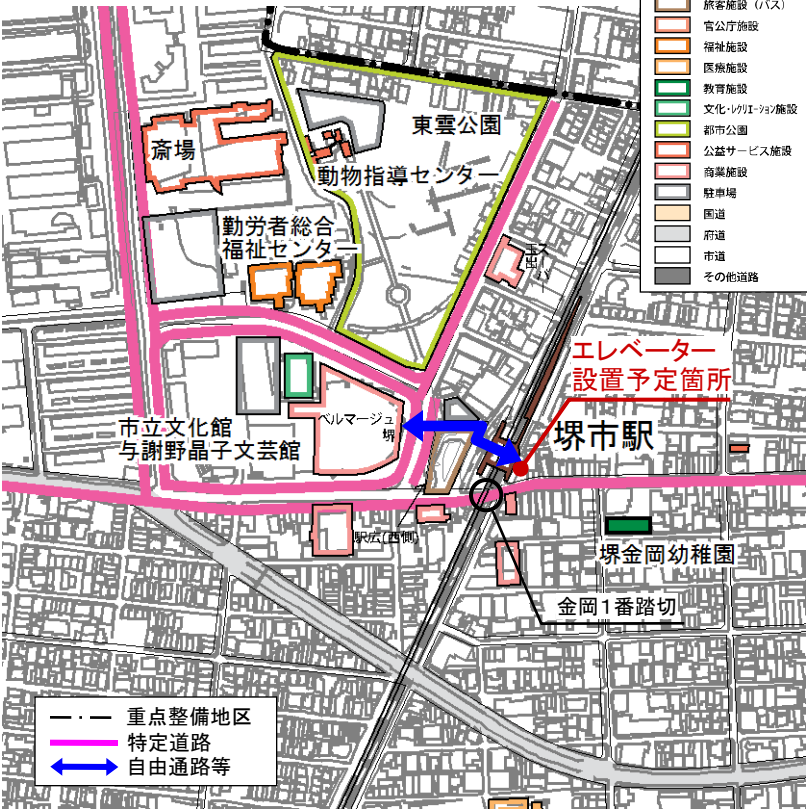 旅客施設 (バス)
官公庁施設
福祉施設
医療施設
教育施設
文化・レクリエーション施設
都市公園
公益サービス施設
商業施設
駐車場
国道
府道
市道
その他道路
東雲公園
斎場
動物指導センター
勤労者総合
福祉センター
エレベーター
設置予定箇所
ベルマージュ
堺
市立文化館
与謝野晶子文芸館
堺市駅
駅広(西側)
堺金岡幼稚園
金岡1番踏切
重点整備地区
特定道路
自由通路等